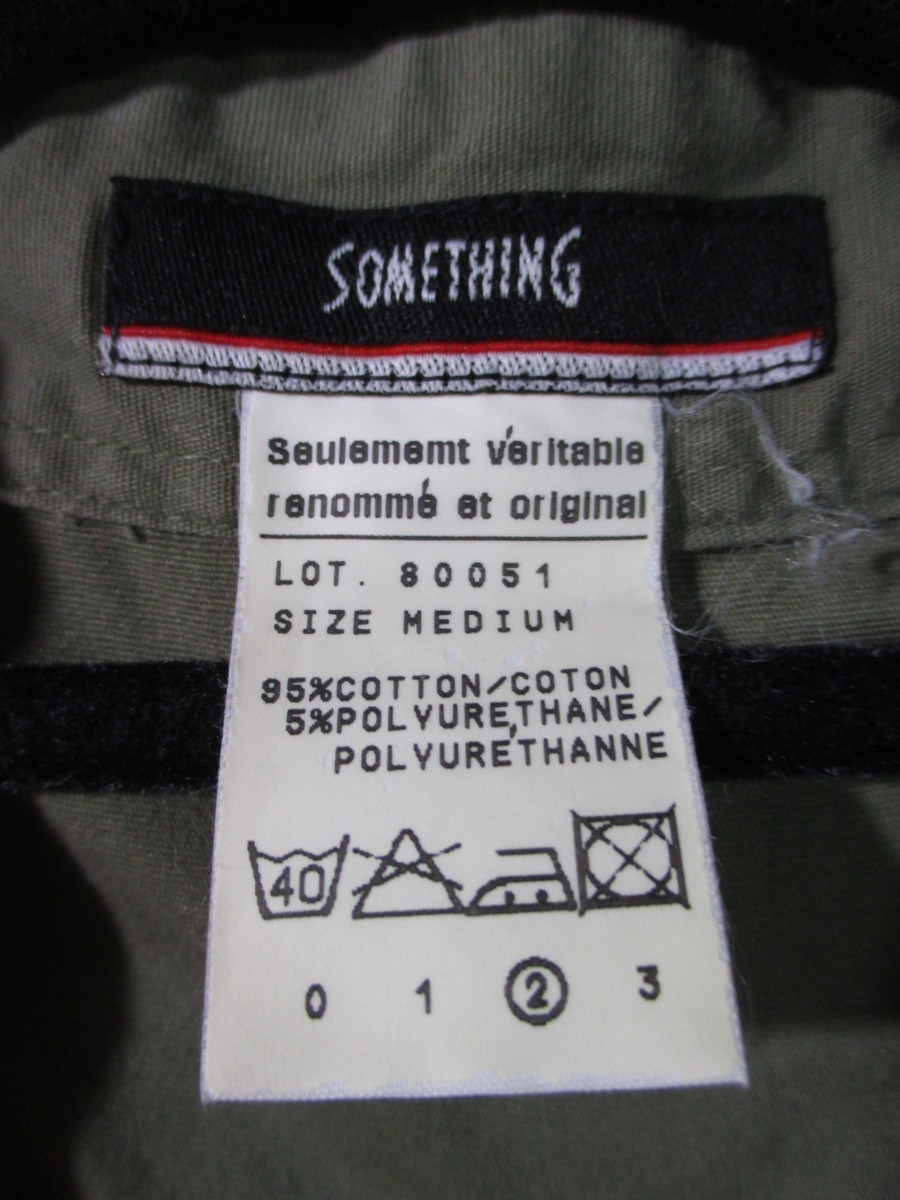 SOMETHING
Seulememt véritable
renommé et original
LOT. 80051
SIZE MEDIUM
95%COTTON/COTON
5%POLYURETHANE/
POLYURÉTHANNE
40
0 1 2 3